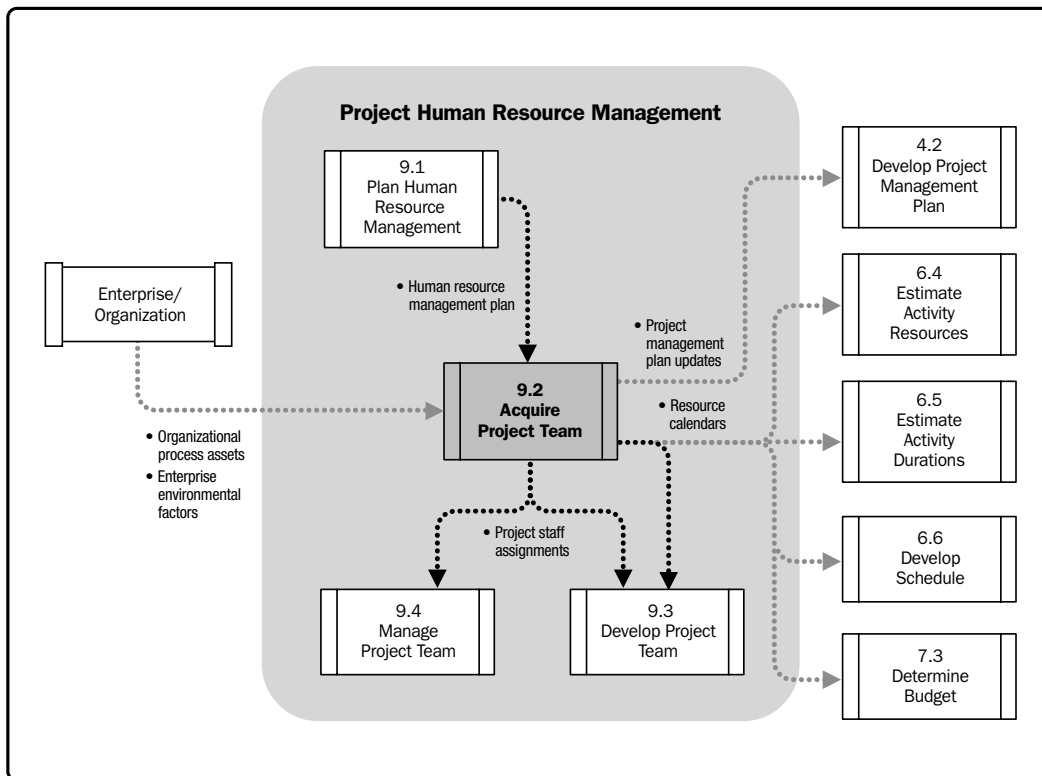 Project Human Resource Management
9.1
Plan Human
Resource
Management
4.2
Develop Project
Management
Plan
Enterprise/
Organization
• Human resource
management plan
6.4
Estimate
Activity
Resources
• Project
management
plan updates
9.2
Acquire
Project Team
• Resource
calendars
6.5
Estimate
Activity
Durations
• Organizational
process assets
• Enterprise
environmental
factors
• Project staff
assignments
6.6
Develop
Schedule
9.4
Manage
Project Team
9.3
Develop Project
Team
7.3
Determine
Budget